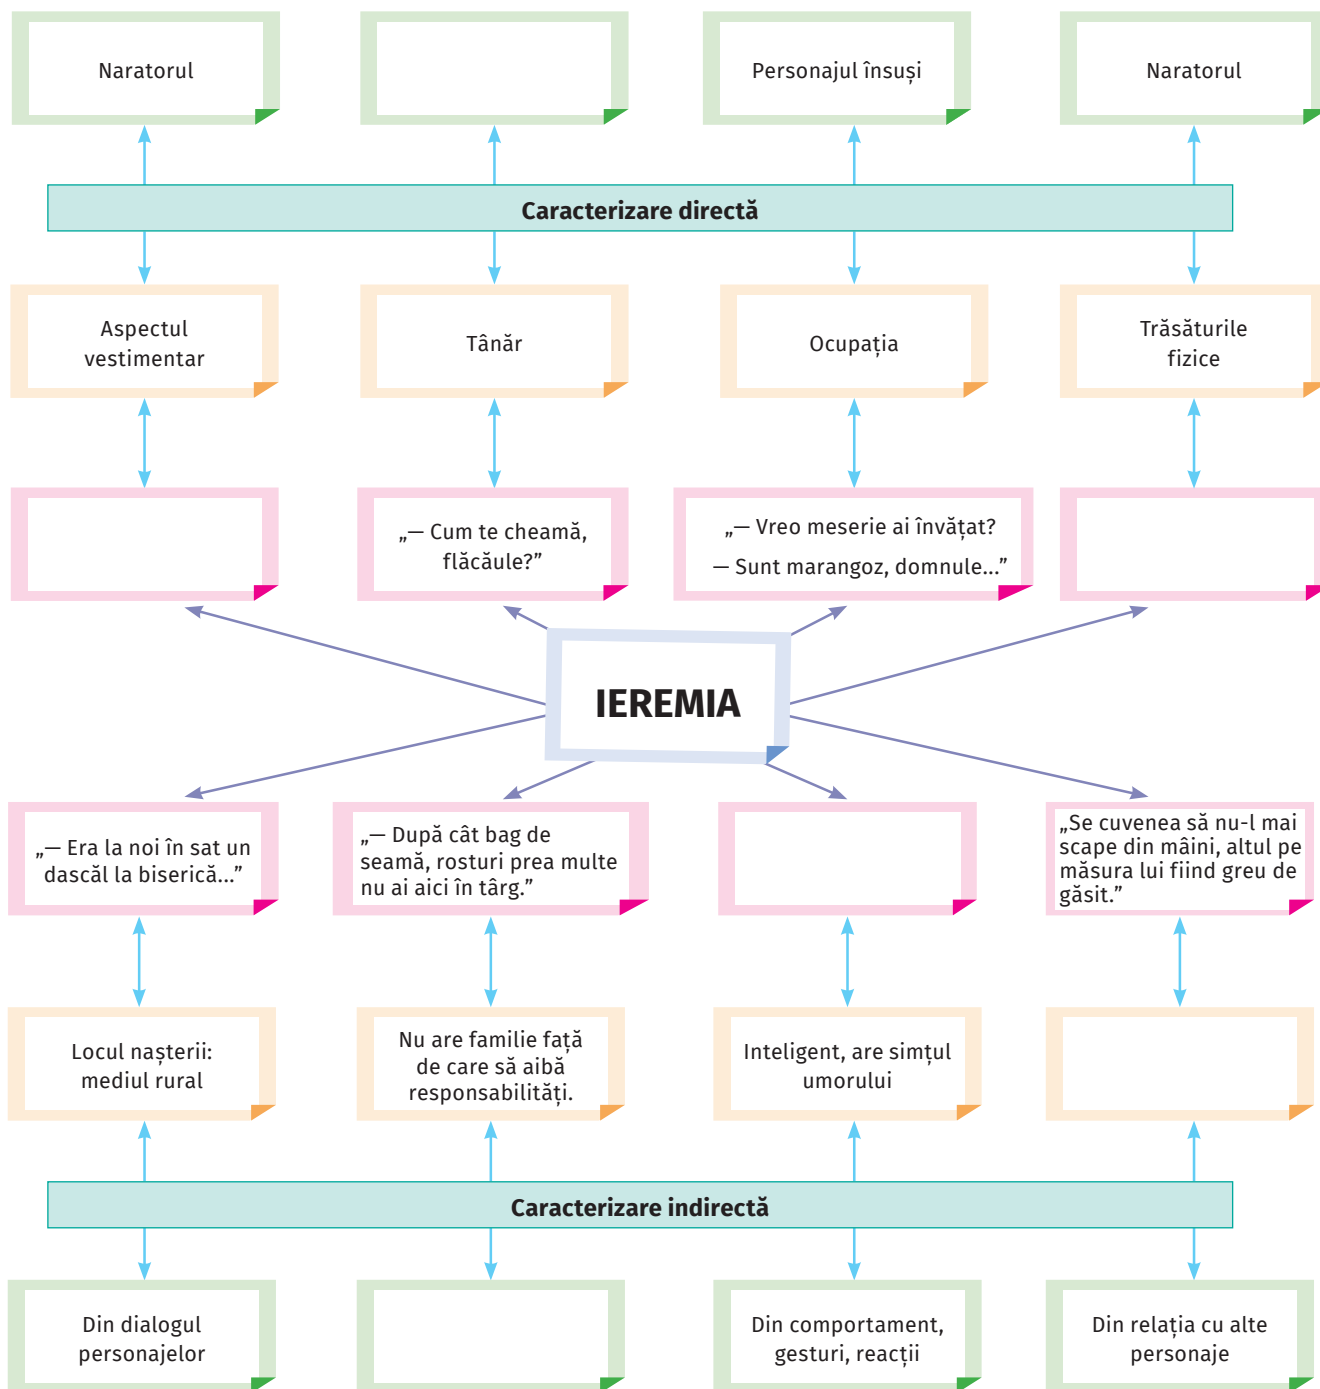 Naratorul
Personajul însuși
Naratorul
Caracterizare directă
Aspectul
vestimentar
Tânăr
Ocupația
Trăsăturile
fizice
„— Cum te cheamă,
flăcăule?”
„— Vreo meserie ai învățat?
— Sunt marangoz, domnule...”
IEREMIA
„— Era la noi în sat un
dascăl la biserică...”
„— După cât bag de
seamă, rosturi prea multe
nu ai aici în târg.”
„Se cuvenea să nu-l mai
scape din mâini, altul pe
măsura lui fiind greu de
găsit.”
Locul nașterii:
mediul rural
Nu are familie față
de care să aibă
responsabilități.
Inteligent, are simțul
umorului
Caracterizare indirectă
Din dialogul
personajelor
Din comportament,
gesturi, reacții
Din relația cu alte
personaje